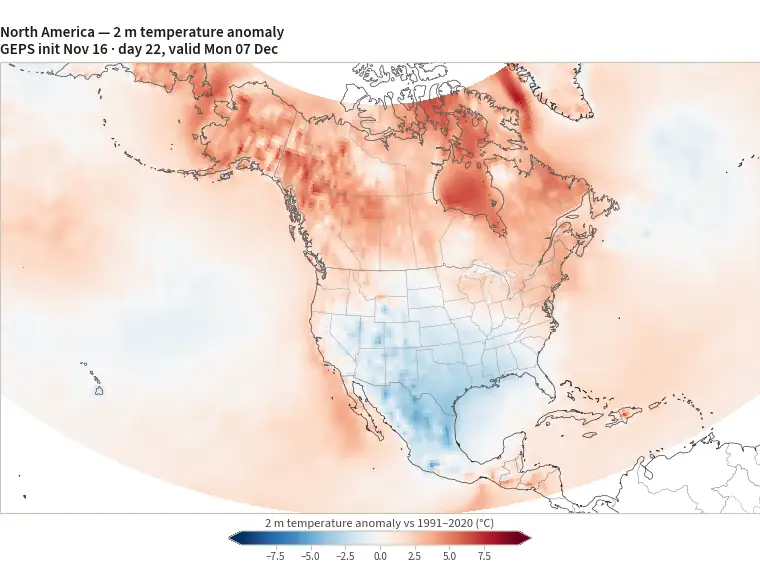 North America — 2 m temperature anomaly
GEPS init Nov 16 · day 22, valid Mon 07 Dec
2 m temperature anomaly vs 1991–2020 (°C)
−7.5 −5.0 −2.5 0.0 2.5 5.0 7.5